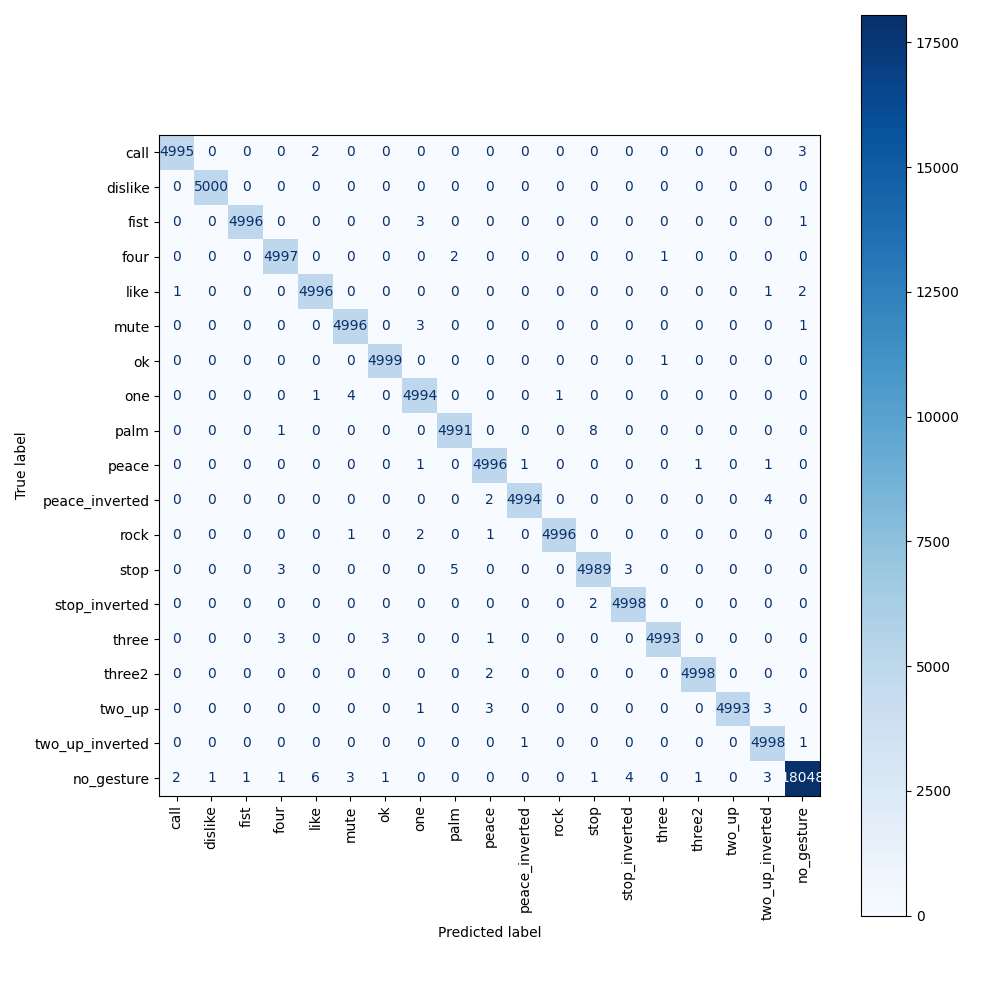 17500
15000
12500
10000
7500
5000
2500
0
True label
call 4995 0 0 0 2 0 0 0 0 0 0 0 0 0 0 0 0 0 3
dislike 0 5000 0 0 0 0 0 0 0 0 0 0 0 0 0 0 0 0 0
fist 0 0 4996 0 0 0 0 3 0 0 0 0 0 0 0 0 0 0 1
four 0 0 0 4997 0 0 0 0 2 0 0 0 0 0 1 0 0 0 0
like 1 0 0 0 4996 0 0 0 0 0 0 0 0 0 0 0 0 1 2
mute 0 0 0 0 0 4996 0 3 0 0 0 0 0 0 0 0 0 0 1
ok 0 0 0 0 0 0 4999 0 0 0 0 0 0 0 1 0 0 0 0
one 0 0 0 0 1 4 0 4994 0 0 0 1 0 0 0 0 0 0 0
palm 0 0 0 1 0 0 0 0 4991 0 0 0 8 0 0 0 0 0 0
peace 0 0 0 0 0 0 0 1 0 4996 1 0 0 0 0 1 0 1 0
peace_inverted 0 0 0 0 0 0 0 0 0 2 4994 0 0 0 0 0 0 4 0
rock 0 0 0 0 0 1 0 2 0 1 0 4996 0 0 0 0 0 0 0
stop 0 0 0 3 0 0 0 0 5 0 0 0 4989 3 0 0 0 0 0
stop_inverted 0 0 0 0 0 0 0 0 0 0 0 0 2 4998 0 0 0 0 0
three 0 0 0 3 0 0 3 0 0 1 0 0 0 0 4993 0 0 0 0
three2 0 0 0 0 0 0 0 0 0 2 0 0 0 0 0 4998 0 0 0
two_up 0 0 0 0 0 0 0 1 0 3 0 0 0 0 0 0 4993 3 0
two_up_inverted 0 0 0 0 0 0 0 0 0 0 1 0 0 0 0 0 0 4998 1
no_gesture 2 1 1 1 6 3 1 0 0 0 0 0 1 4 0 1 0 3 18048
call dislike fist four like mute ok one palm peace peace_inverted rock stop stop_inverted three three2 two_up two_up_inverted no_gesture
Predicted label